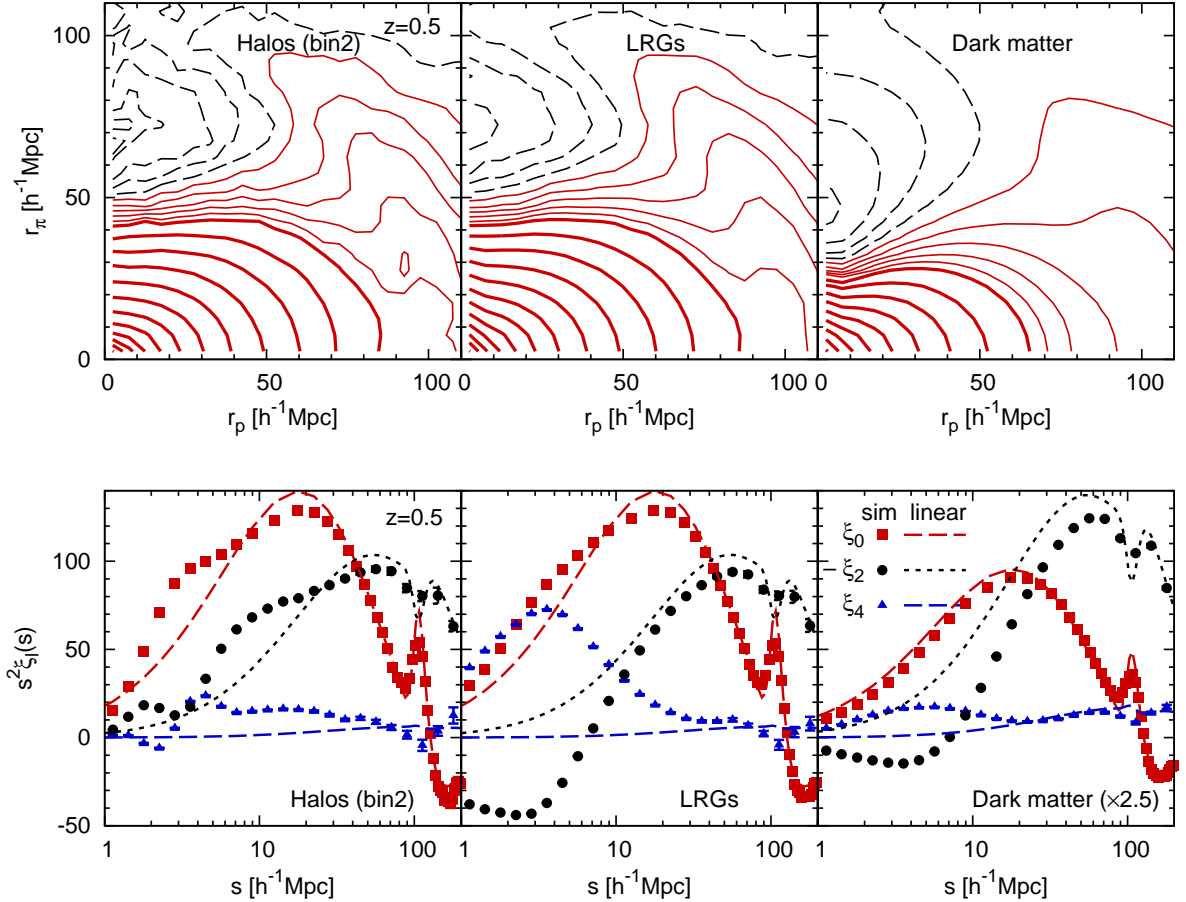 Halos (bin2) z=0.5
LRGs
Dark matter
r_π [h⁻¹Mpc]
100
50
0
0 50 100
0 50 100
0 50 100
r_p [h⁻¹Mpc]
r_p [h⁻¹Mpc]
r_p [h⁻¹Mpc]
s²ξ_l(s)
100
50
0
-50
z=0.5
Halos (bin2)
LRGs
sim linear
ξ₀
ξ₂
ξ₄
Dark matter (×2.5)
1 10 100
1 10 100
1 10 100
s [h⁻¹Mpc]
s [h⁻¹Mpc]
s [h⁻¹Mpc]